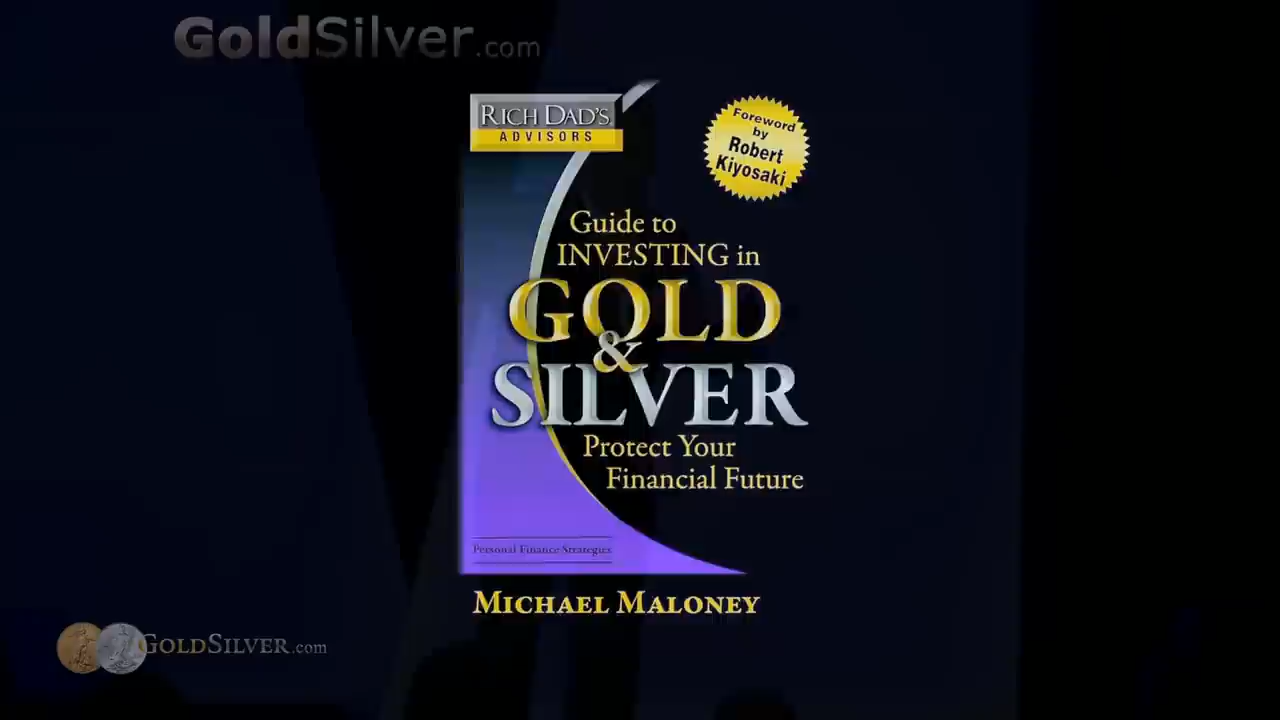 GoldSilver.com
RICH DAD'S
ADVISORS
Foreword
by
Robert
Kiyosaki
Guide to
INVESTING in
GOLD
&
SILVER
Protect Your
Financial Future
Personal Finance Strategies
MICHAEL MALONEY
GOLDSILVER.com